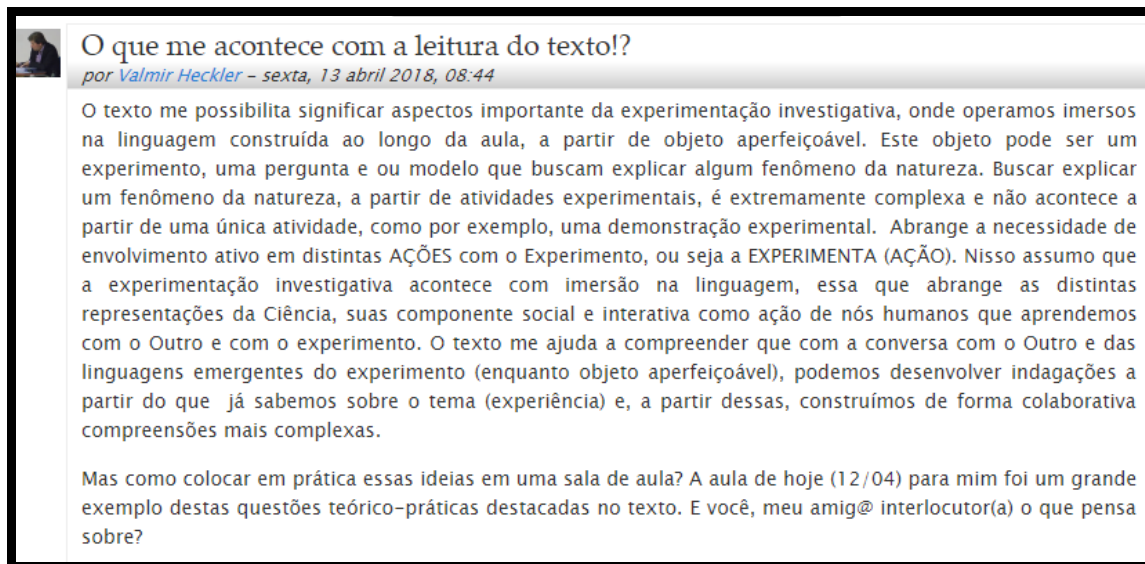 O que me acontece com a leitura do texto!?
por Valmir Heckler - sexta, 13 abril 2018, 08:44
O texto me possibilita significar aspectos importante da experimentação investigativa, onde operamos imersos
na linguagem construída ao longo da aula, a partir de objeto aperfeiçoável. Este objeto pode ser um
experimento, uma pergunta e ou modelo que buscam explicar algum fenômeno da natureza. Buscar explicar
um fenômeno da natureza, a partir de atividades experimentais, é extremamente complexa e não acontece a
partir de uma única atividade, como por exemplo, uma demonstração experimental. Abrange a necessidade de
envolvimento ativo em distintas AÇÕES com o Experimento, ou seja a EXPERIMENTA (AÇÃO). Nisso assumo que
a experimentação investigativa acontece com imersão na linguagem, essa que abrange as distintas
representações da Ciência, suas componente social e interativa como ação de nós humanos que aprendemos
com o Outro e com o experimento. O texto me ajuda a compreender que com a conversa com o Outro e das
linguagens emergentes do experimento (enquanto objeto aperfeiçoável), podemos desenvolver indagações a
partir do que já sabemos sobre o tema (experiência) e, a partir dessas, construímos de forma colaborativa
compreensões mais complexas.
Mas como colocar em prática essas ideias em uma sala de aula? A aula de hoje (12/04) para mim foi um grande
exemplo destas questões teórico-práticas destacadas no texto. E você, meu amig@ interlocutor(a) o que pensa
sobre?